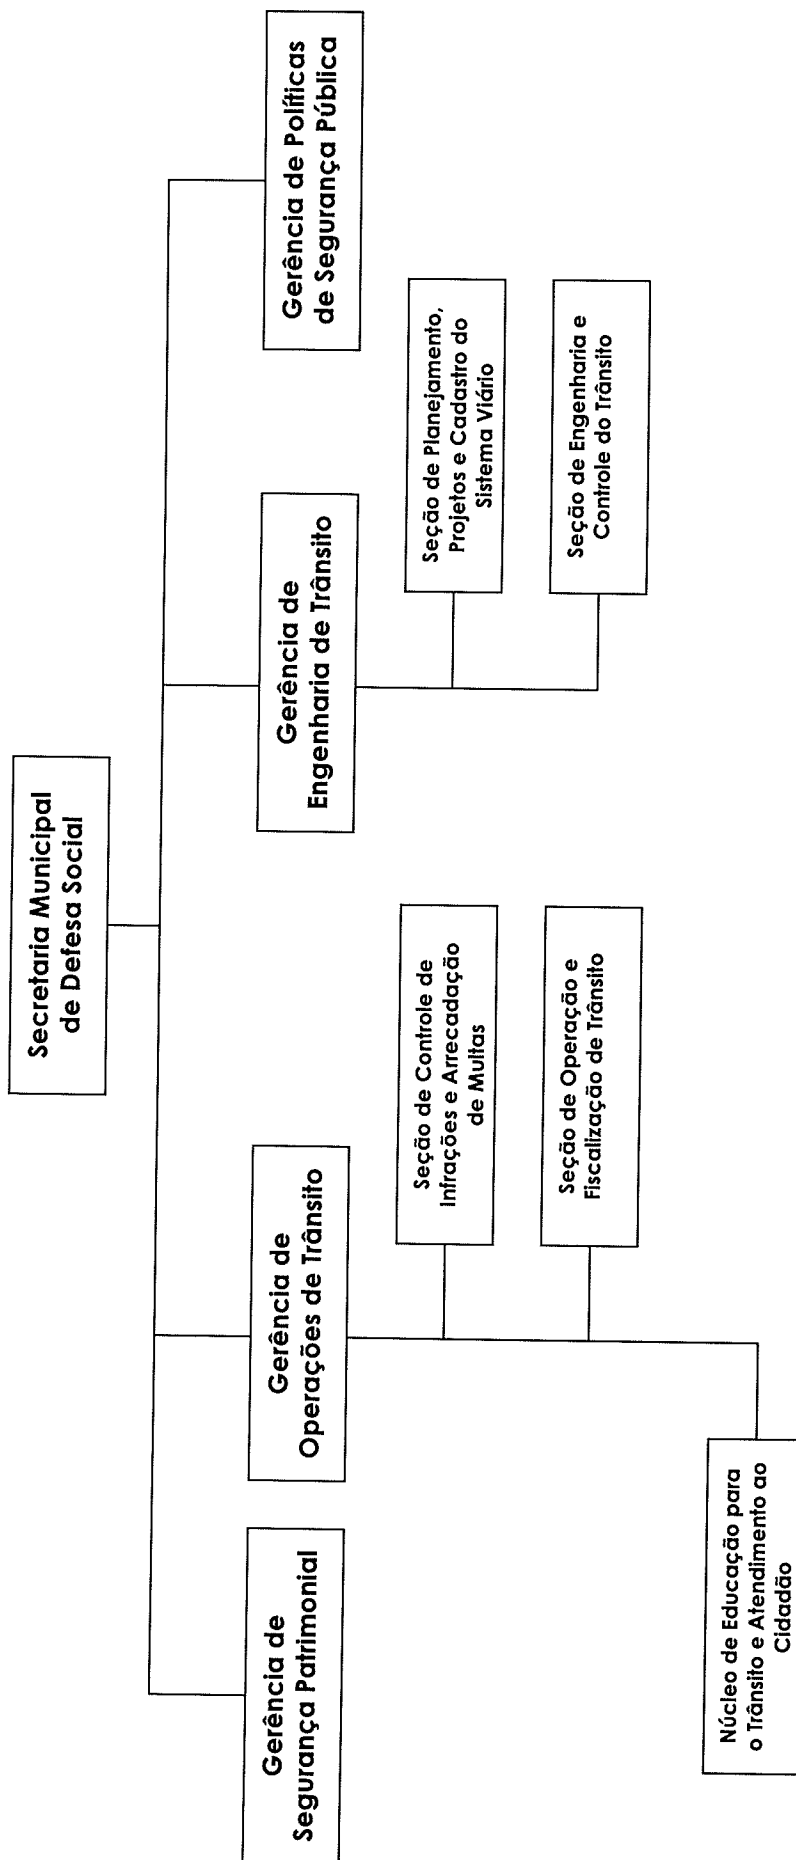 Secretaria Municipal
de Defesa Social
Gerência de
Segurança Patrimonial
Gerência de
Operações de Trânsito
Gerência de
Engenharia de Trânsito
Gerência de Políticas
de Segurança Pública
Seção de Controle de
Infrações e Arrecadação
de Multas
Seção de Operação e
Fiscalização de Trânsito
Núcleo de Educação para
o Trânsito e Atendimento ao
Cidadão
Seção de Planejamento,
Projetos e Cadastro do
Sistema Viário
Seção de Engenharia e
Controle do Trânsito